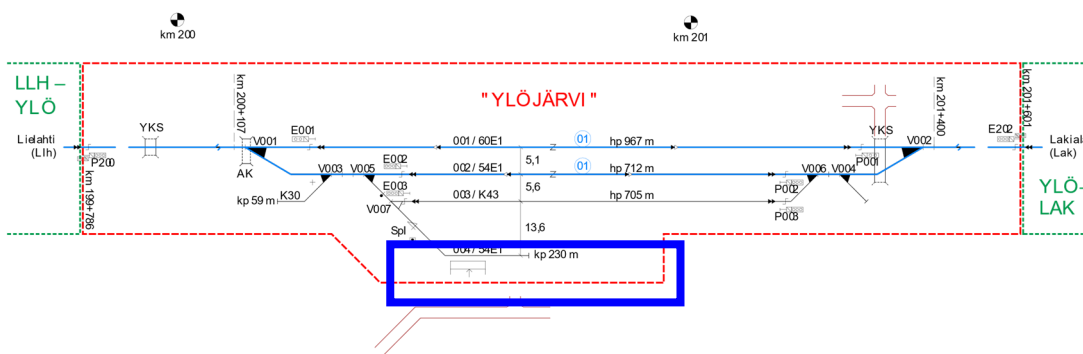 km 200
km 201
LLH –
YLÖ
" YLÖJÄRVI "
km 200+107
km 201+400
km 201+601
YKS
V001
E001
001 / 60E1
01
hp 967 m
YKS
V002
E202
Lielahti
(Llh)
P200
AK
P001
Lakiala
(Lak)
V003
V005
E002
002 / 54E1
5,1
01
hp 712 m
V006
V004
P002
km 199+786
K30
kp 59 m
E003
003 / K43
5,6
hp 705 m
P003
YLÖ-
LAK
V007
Spl
13,6
004 / 54E1
kp 230 m